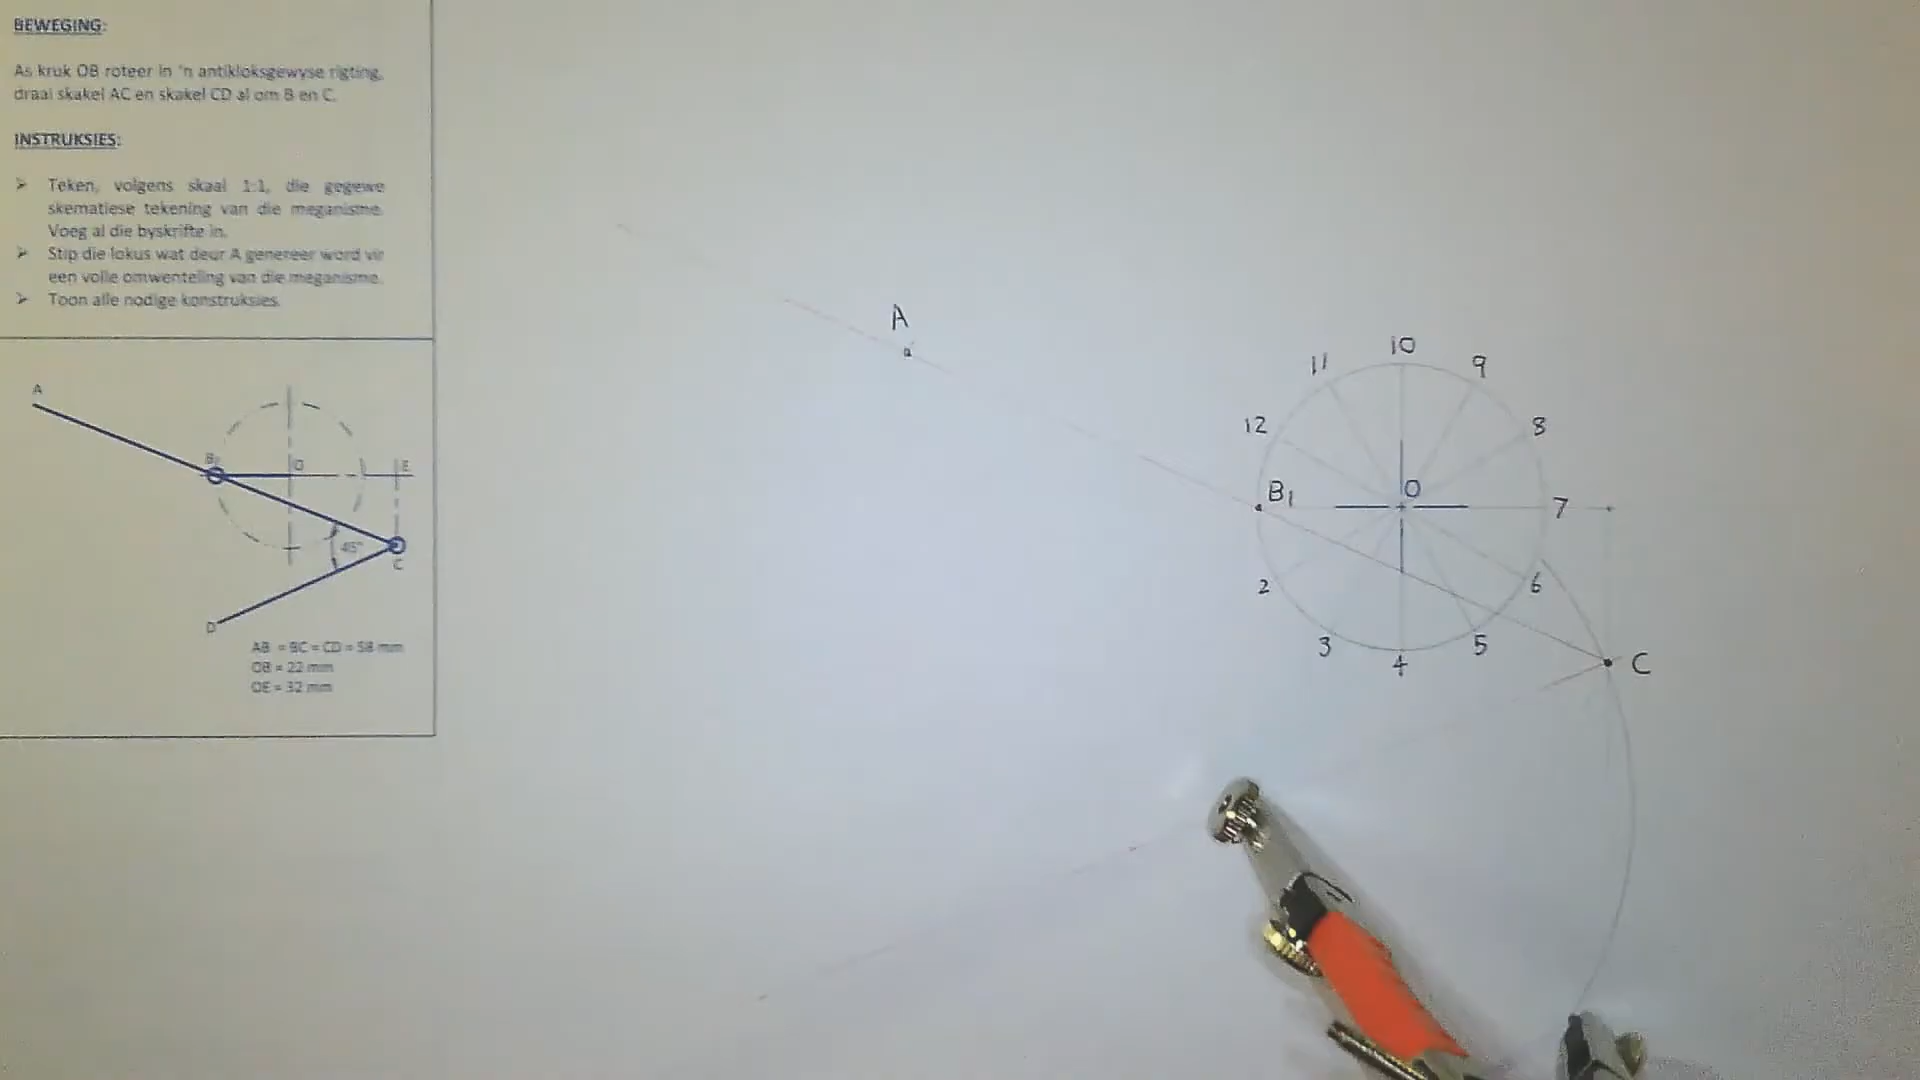 BEWEGING:
As kruk OB roteer in 'n antikloksgewyse rigting,
draai skakel AC en skakel CD al om B en C.
INSTRUKSIES:
➢ Teken, volgens skaal 1:1, die gegewe
skematiese tekening van die meganisme.
Voeg al die byskrifte in.
➢ Stip die lokus wat deur A genereer word vir
een volle omwenteling van die meganisme.
➢ Toon alle nodige konstruksies.
A
B
O
E
45°
C
D
AB = BC = CD = 58 mm
OB = 22 mm
OE = 32 mm
A
10
11
9
12
8
B1
O
7
2
6
3
4
5
C